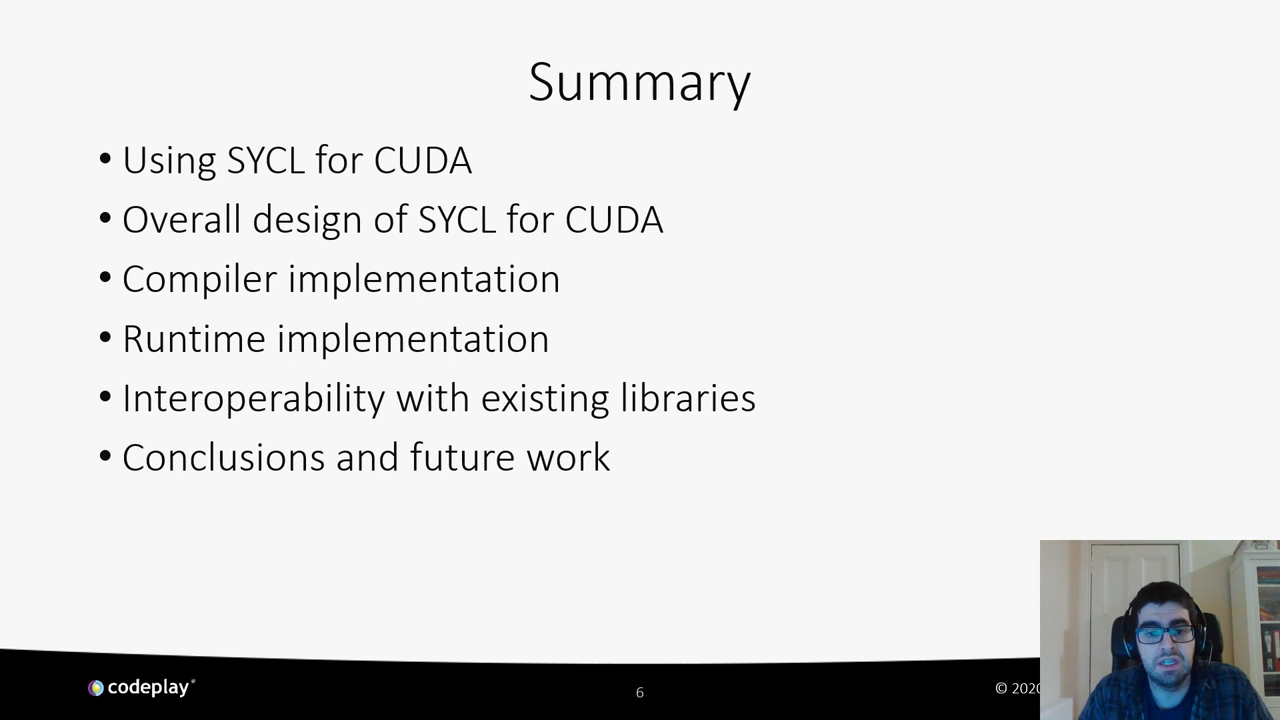 Summary
• Using SYCL for CUDA
• Overall design of SYCL for CUDA
• Compiler implementation
• Runtime implementation
• Interoperability with existing libraries
• Conclusions and future work
codeplay®
6
© 2020